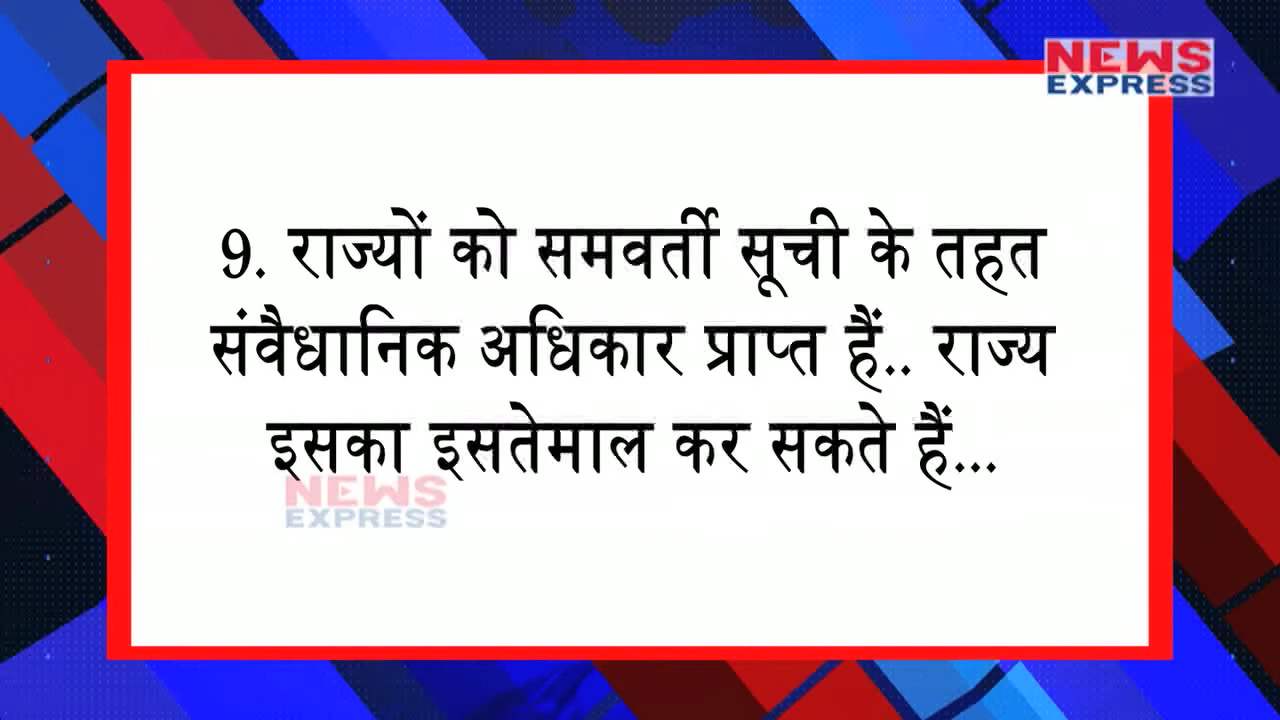 NEWS
EXPRESS
9. राज्यों को समवर्ती सूची के तहत
संवैधानिक अधिकार प्राप्त हैं.. राज्य
इसका इसतेमाल कर सकते हैं...
NEWS
EXPRESS